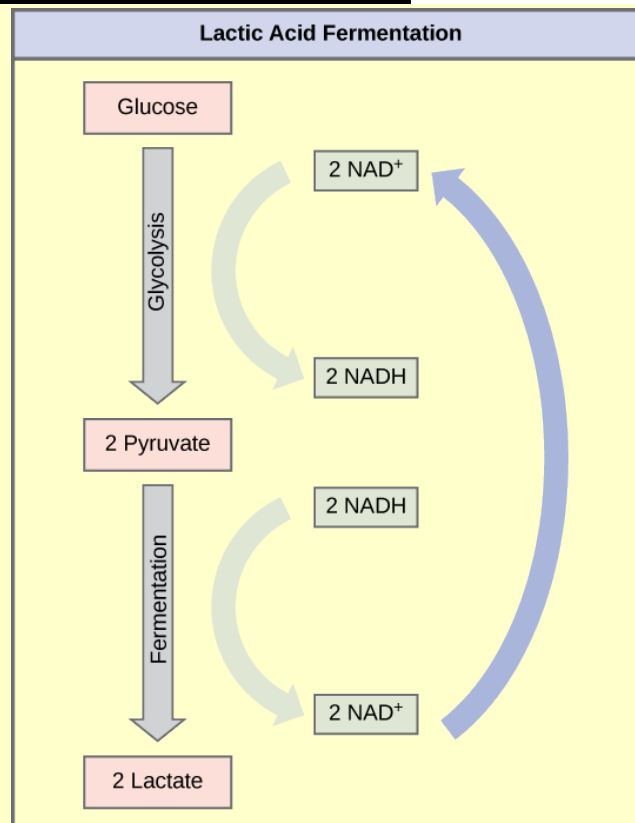 Lactic Acid Fermentation
Glucose
2 NAD⁺
Glycolysis
2 NADH
2 Pyruvate
2 NADH
Fermentation
2 NAD⁺
2 Lactate